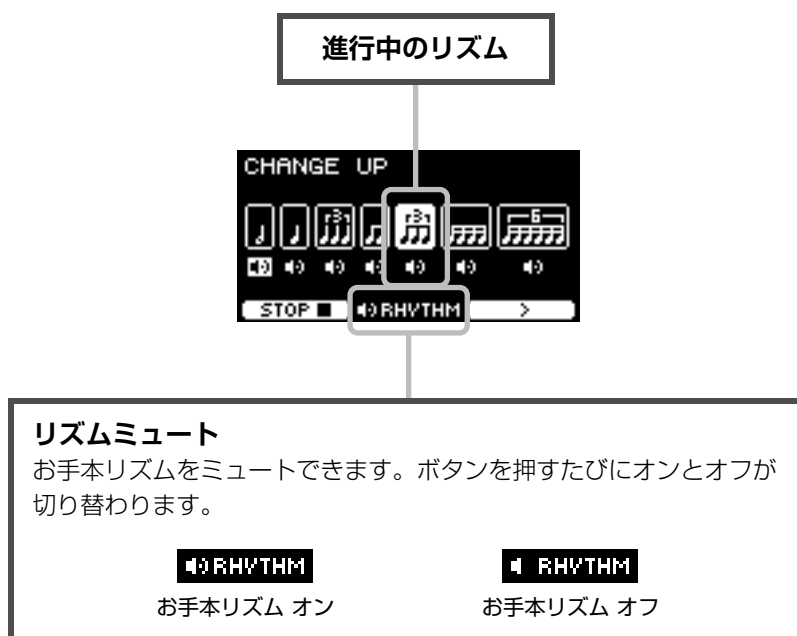 進行中のリズム
CHANGE UP
3 3 6
STOP ■ RHYTHM >
リズムミュート
お手本リズムをミュートできます。ボタンを押すたびにオンとオフが
切り替わります。
RHYTHM RHYTHM
お手本リズム オン お手本リズム オフ